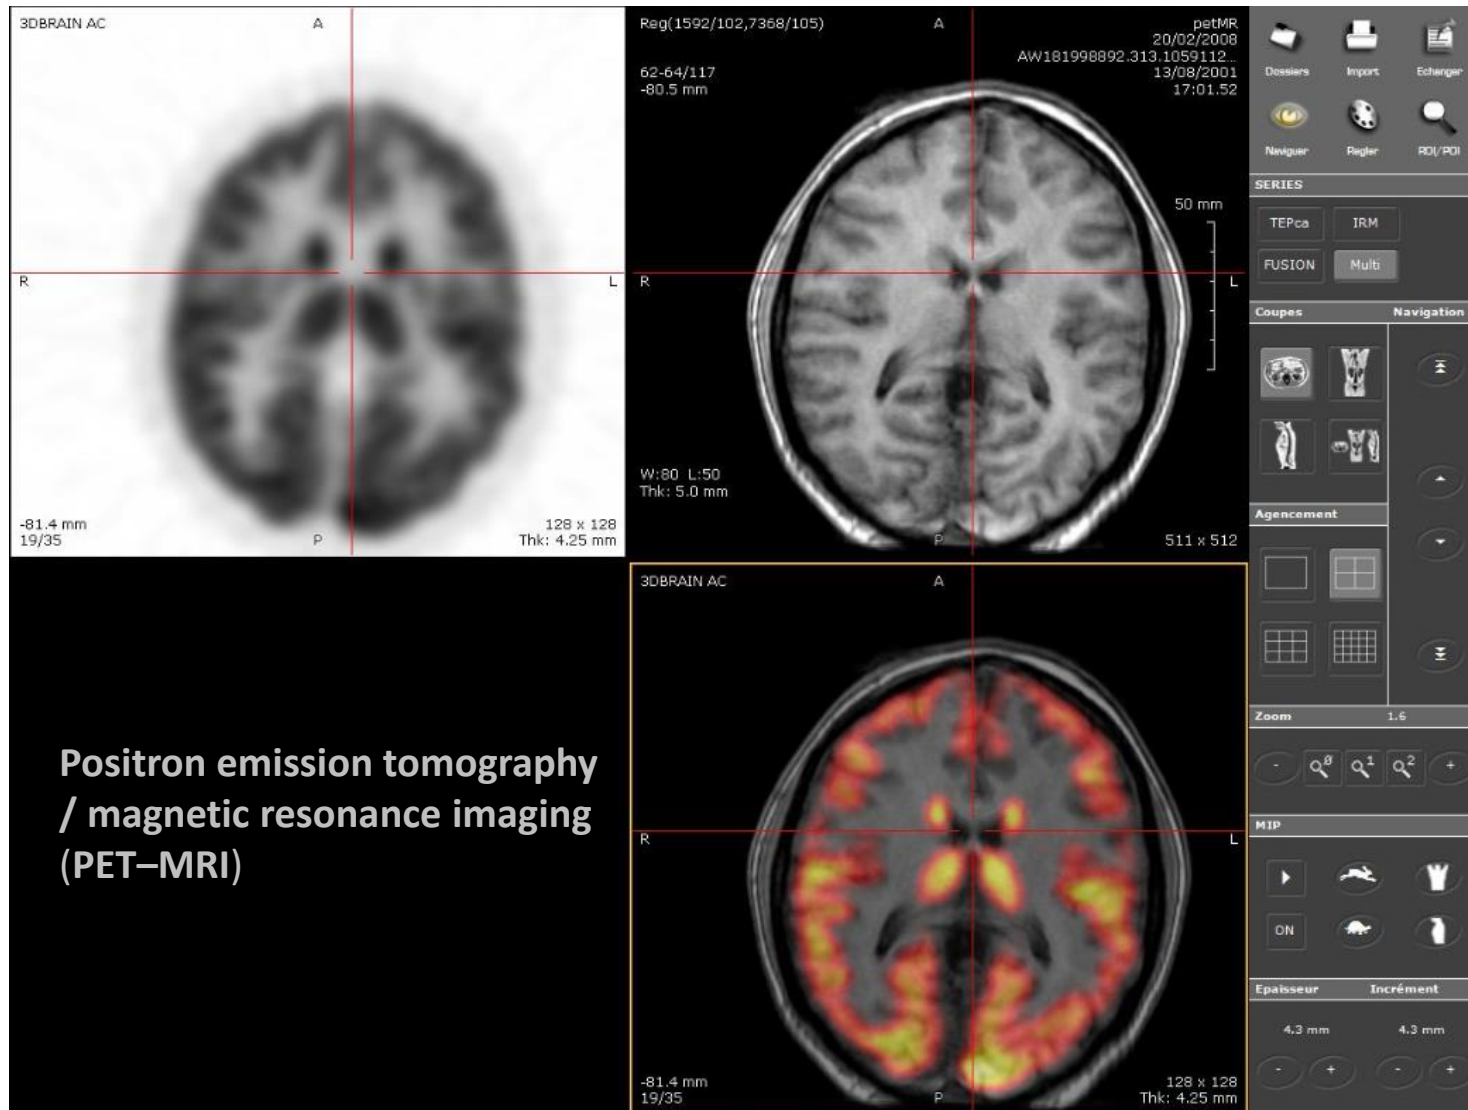 3DBRAIN AC
A
R
L
-81.4 mm
19/35
P
128 x 128
Thk: 4.25 mm
Reg(1592/102,7368/105)
A
petMR
20/02/2008
AW181998892.313.1059112...
13/08/2001
17:01.52
62-64/117
-80.5 mm
50 mm
R
L
W:80 L:50
Thk: 5.0 mm
P
511 x 512
Positron emission tomography
/ magnetic resonance imaging
(PET–MRI)
3DBRAIN AC
A
R
L
-81.4 mm
19/35
P
128 x 128
Thk: 4.25 mm
Dossiers Import Echanger
Naviguer Regler ROI/POI
SERIES
TEPca IRM
FUSION Multi
Coupes Navigation
Agencement
Zoom 1.6
- 0 1 2 +
MIP
ON
Epaisseur Incrément
4.3 mm 4.3 mm
- + - +